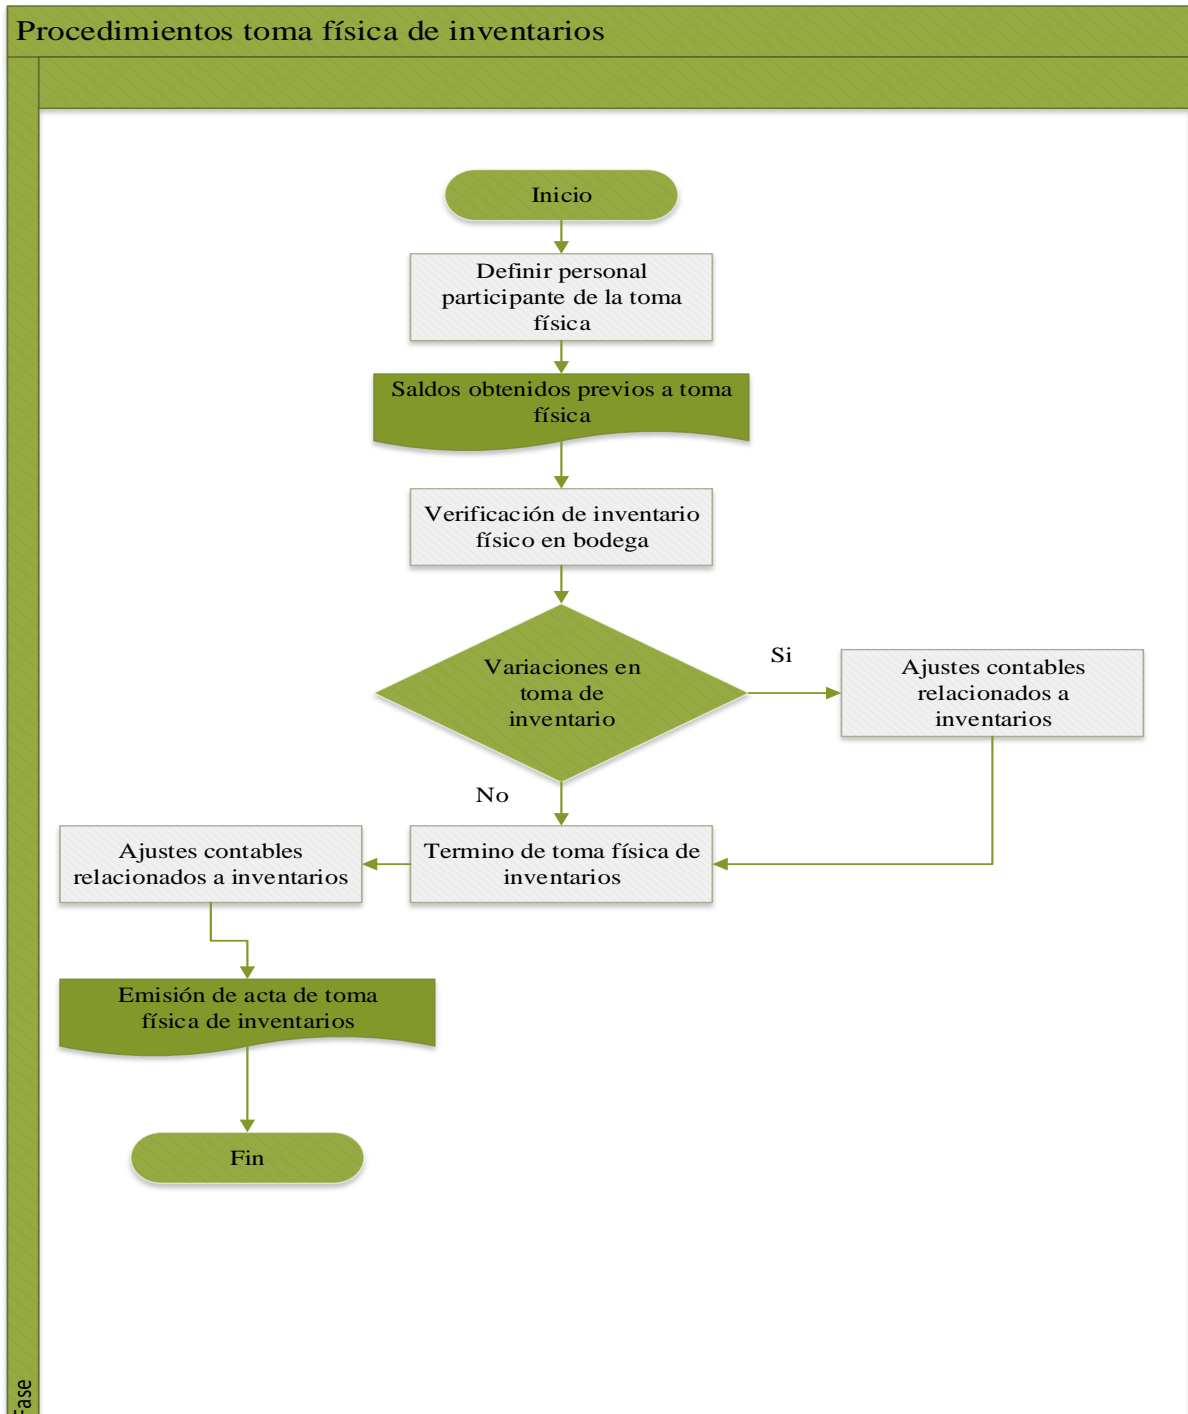 Procedimientos toma física de inventarios
Inicio
Definir personal
participante de la toma
física
Saldos obtenidos previos a toma
física
Verificación de inventario
físico en bodega
Variaciones en
toma de
inventario
Si
Ajustes contables
relacionados a
inventarios
No
Termino de toma física de
inventarios
Ajustes contables
relacionados a inventarios
Emisión de acta de toma
física de inventarios
Fin
Fase